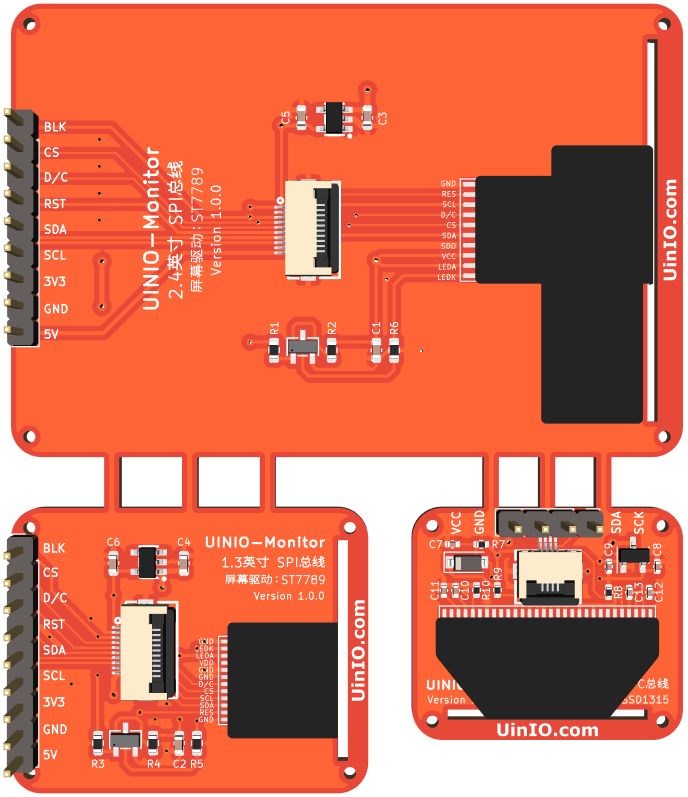 BLK
CS
D/C
RST
SDA
SCL
3V3
GND
5V
UINIO-Monitor
2.4英寸 SPI总线
屏幕驱动:ST7789
Version 1.0.0
C5
C3
GND
RES
SCL
D/C
CS
SDA
SDO
VCC
LEDA
LEDK
R1
R2
C1
R6
UinIO.com
BLK
CS
D/C
RST
SDA
SCL
3V3
GND
5V
C6
C4
UINIO-Monitor
1.3英寸 SPI总线
屏幕驱动:ST7789
Version 1.0.0
GND
LEDK
LEDA
VDD
GND
GND
D/C
CS
SCL
SDA
RES
GND
R3
R4
C2
R5
UinIO.com
VCC
GND
SDA
SCK
C7
R7
C9
C8
C11
C10
R10
R9
R8
C13
C12
总线
Version
SSD1315
UinIO.com